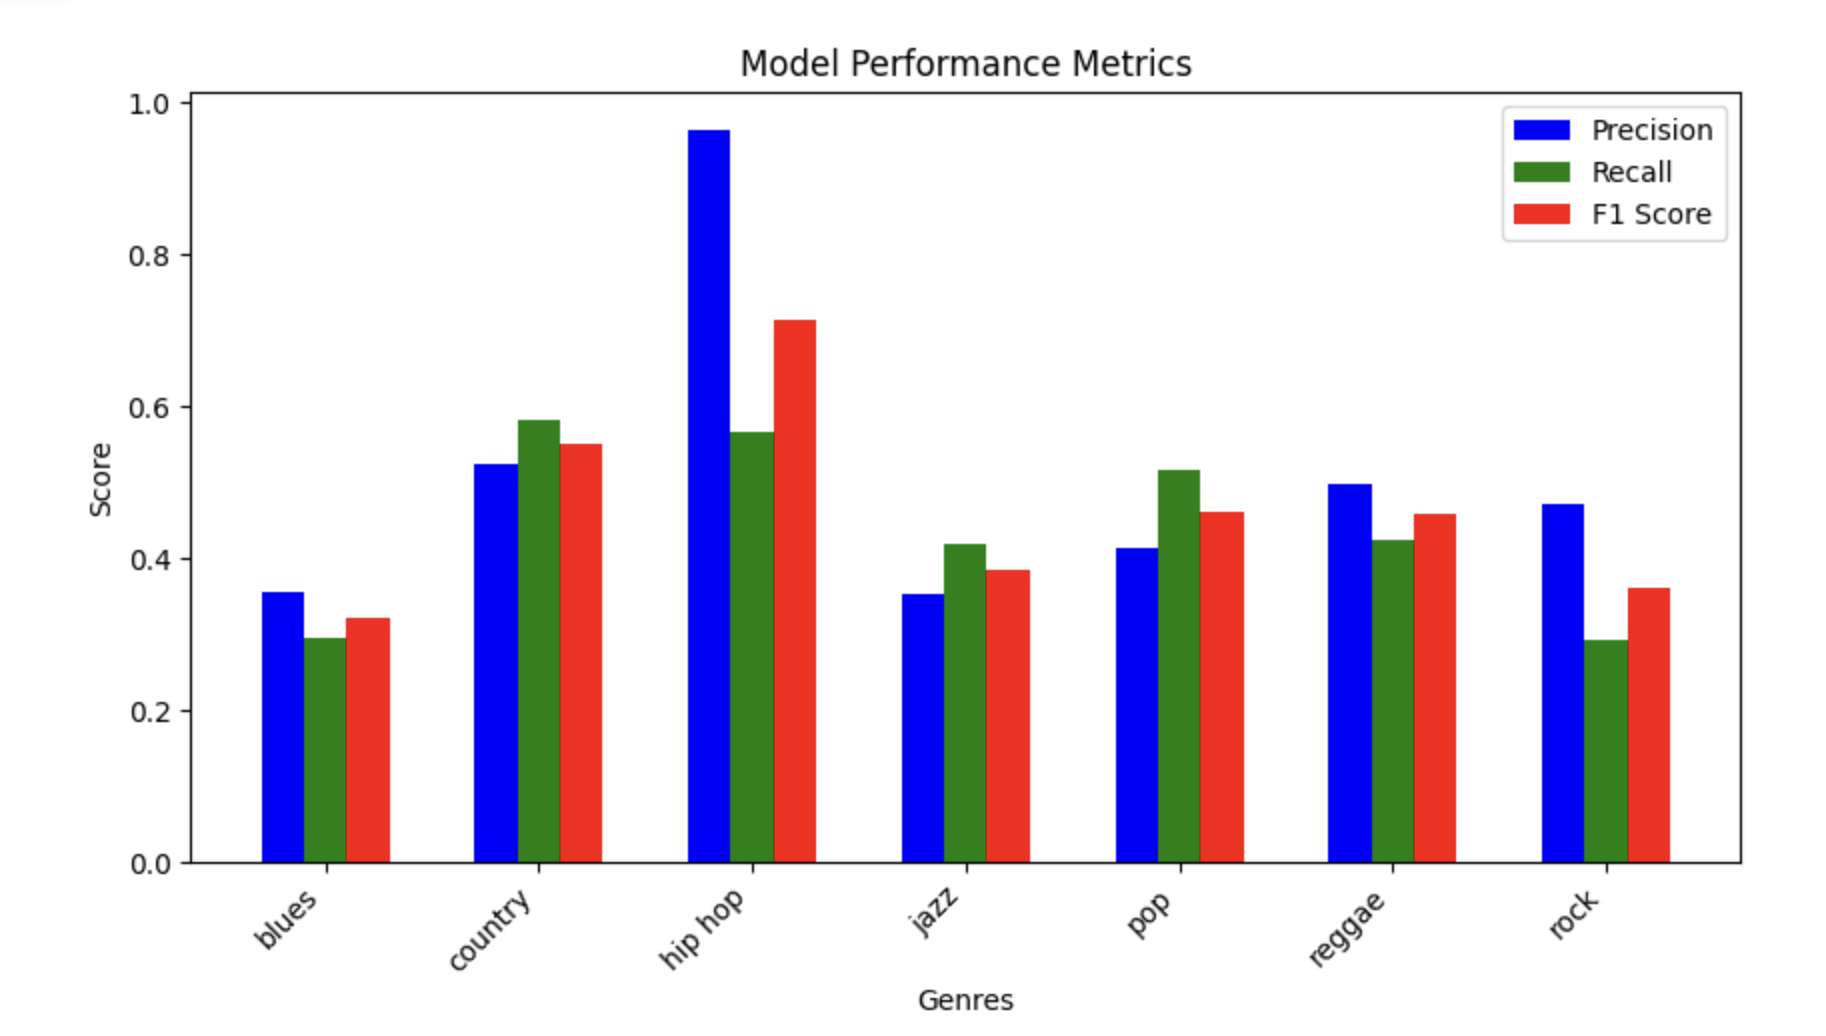 Model Performance Metrics
1.0
0.8
0.6
0.4
0.2
0.0
Score
Precision
Recall
F1 Score
blues
country
hip hop
jazz
pop
reggae
rock
Genres